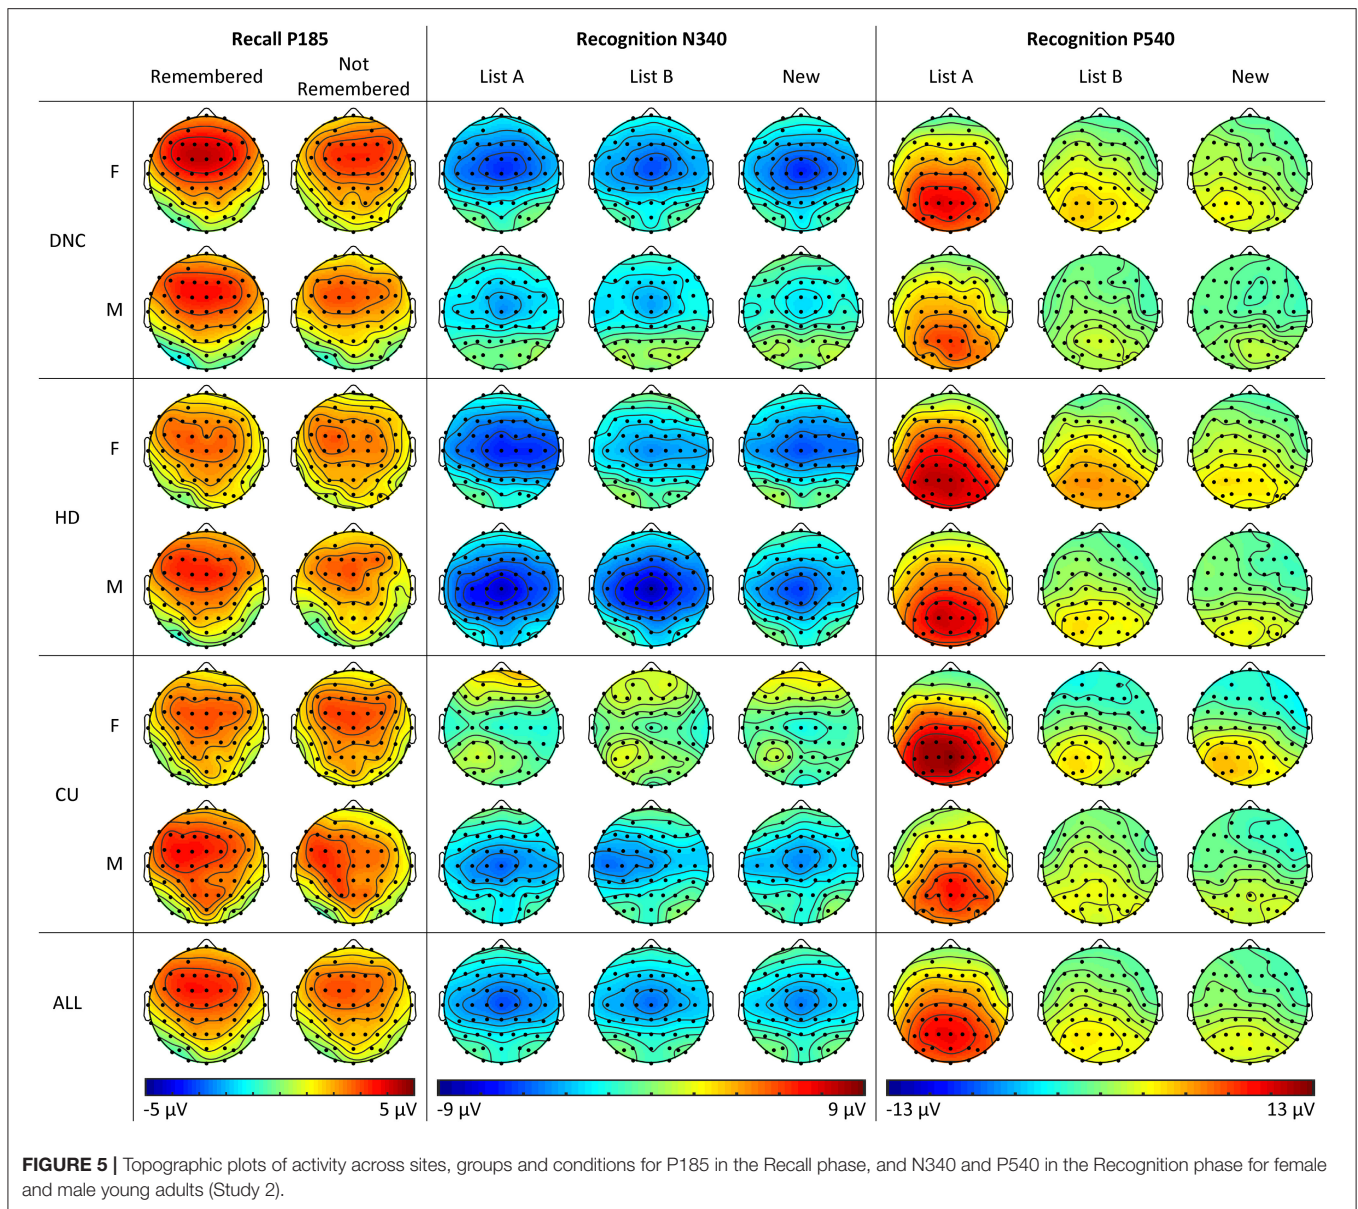 Recall P185 Recognition N340 Recognition P540
Remembered Not Remembered List A List B New List A List B New
DNC
F
M
HD
F
M
CU
F
M
ALL
-5 µV 5 µV -9 µV 9 µV -13 µV 13 µV
FIGURE 5 | Topographic plots of activity across sites, groups and conditions for P185 in the Recall phase, and N340 and P540 in the Recognition phase for female
and male young adults (Study 2).